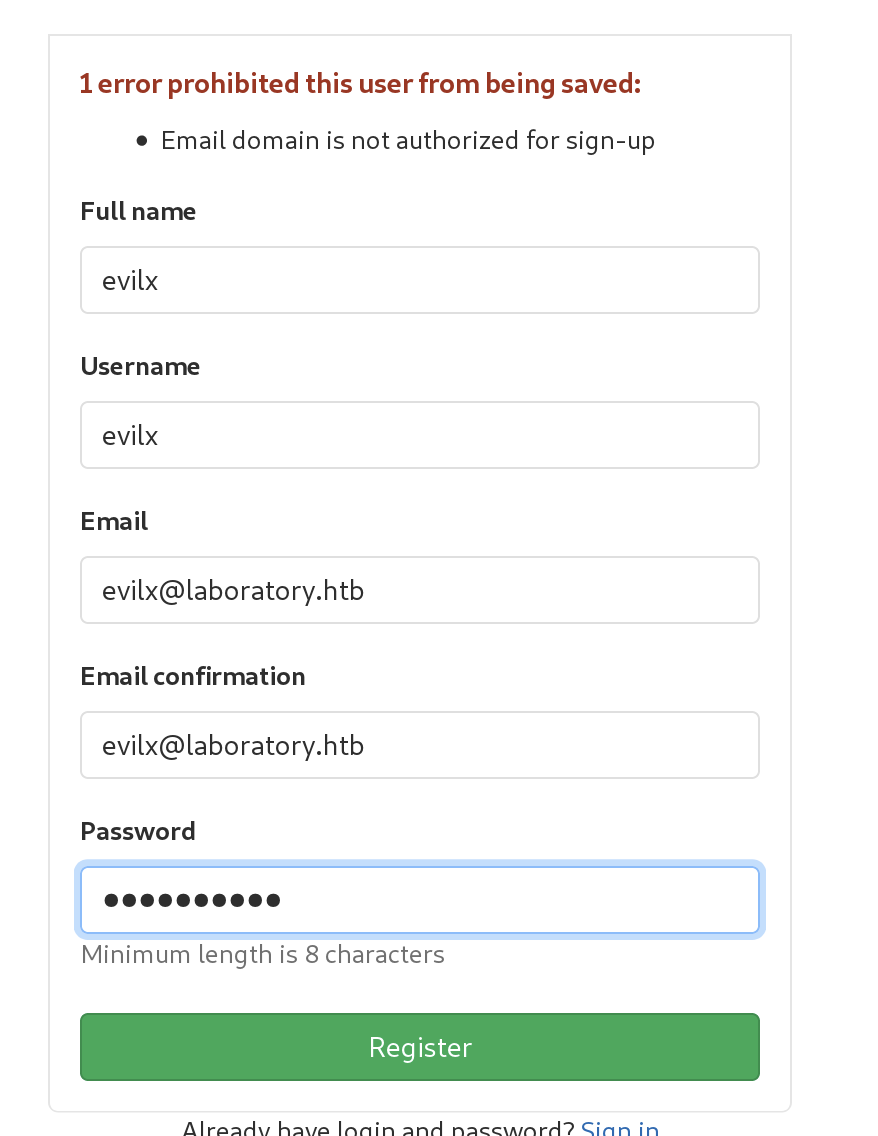 1 error prohibited this user from being saved:
• Email domain is not authorized for sign-up
Full name
evilx
Username
evilx
Email
evilx@laboratory.htb
Email confirmation
evilx@laboratory.htb
Password
••••••••••
Minimum length is 8 characters
Register
Already have login and password? Sign in